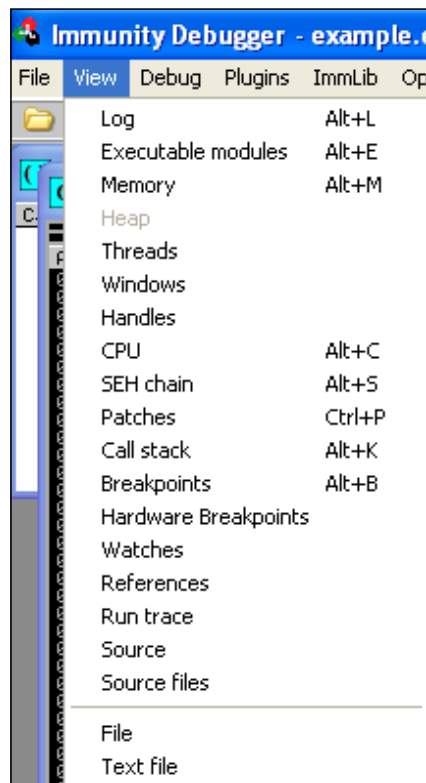 Immunity Debugger - example.e
File View Debug Plugins ImmLib Op
Log Alt+L
Executable modules Alt+E
Memory Alt+M
Heap
Threads
Windows
Handles
CPU Alt+C
SEH chain Alt+S
Patches Ctrl+P
Call stack Alt+K
Breakpoints Alt+B
Hardware Breakpoints
Watches
References
Run trace
Source
Source files
File
Text file